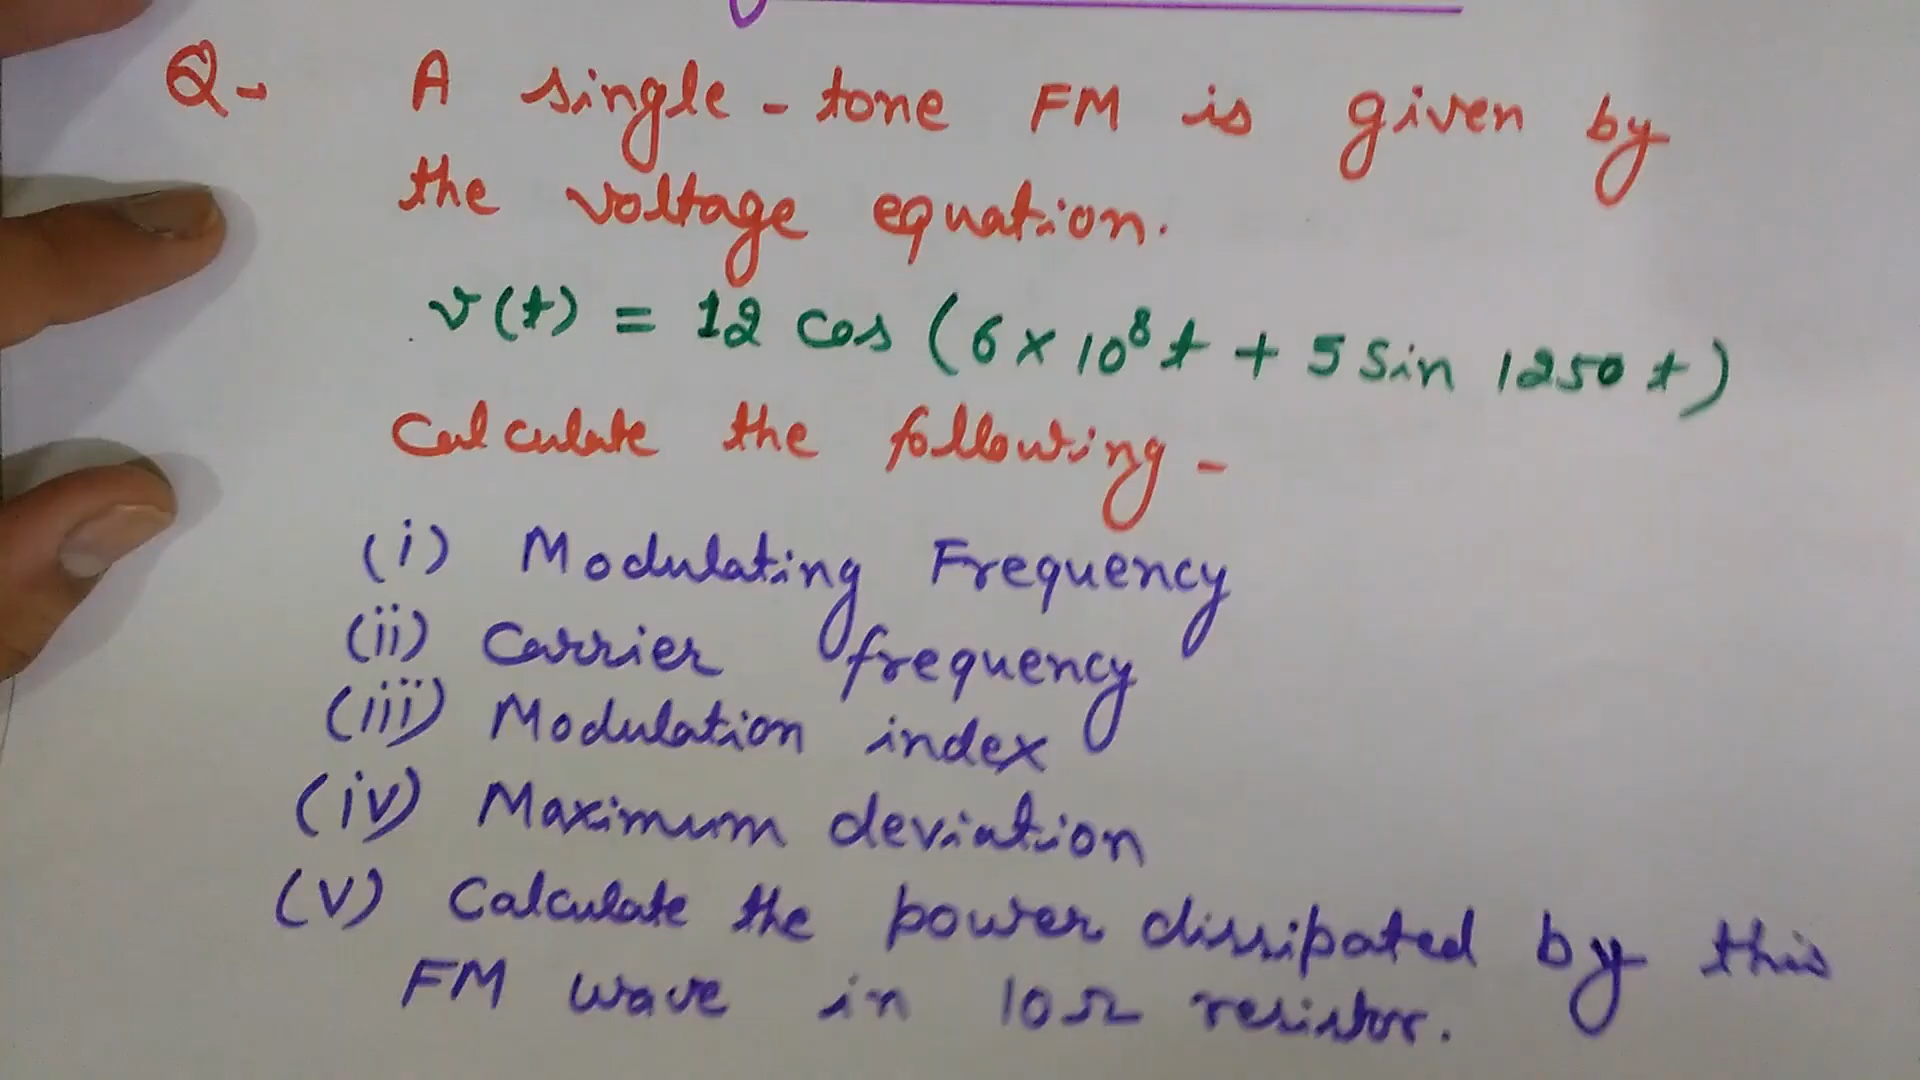 Q- A single-tone FM is given by
the voltage equation.
v(t) = 12 cos (6 × 10⁸ t + 5 Sin 1250 t)
Calculate the following -
(i) Modulating Frequency
(ii) Carrier frequency
(iii) Modulation index
(iv) Maximum deviation
(v) Calculate the power dissipated by this
FM wave in 10Ω resistor.